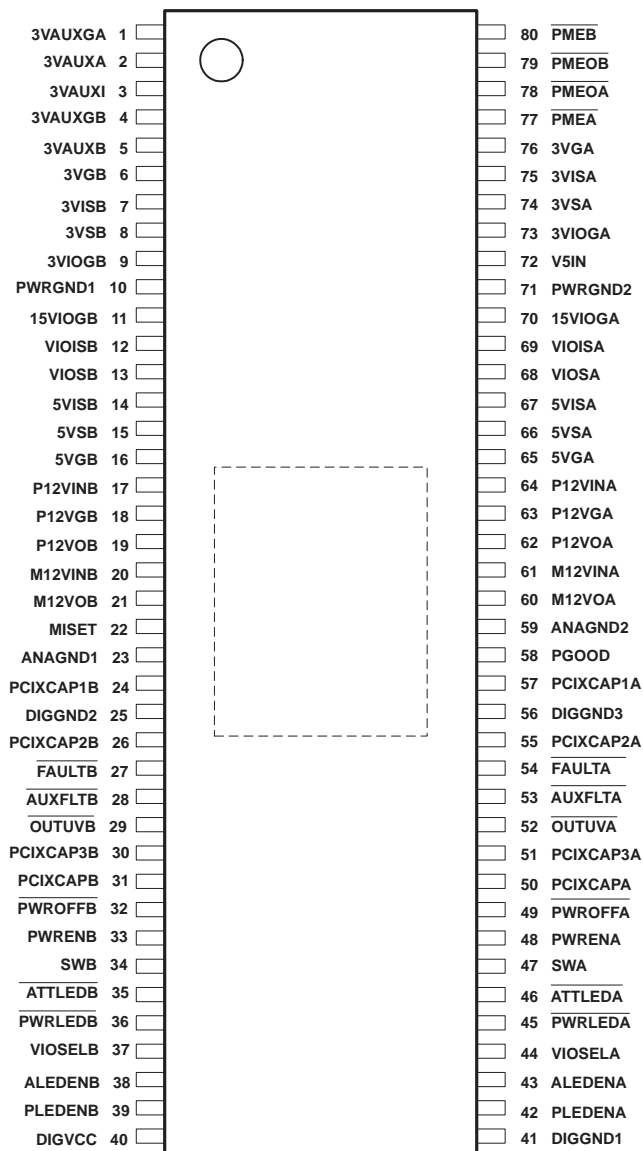 3VAUXGA 1
3VAUXA 2
3VAUXI 3
3VAUXGB 4
3VAUXB 5
3VGB 6
3VISB 7
3VSB 8
3VIOGB 9
PWRGND1 10
15VIOGB 11
VIOISB 12
VIOSB 13
5VISB 14
5VSB 15
5VGB 16
P12VINB 17
P12VGB 18
P12VOB 19
M12VINB 20
M12VOB 21
MISET 22
ANAGND1 23
PCIXCAP1B 24
DIGGND2 25
PCIXCAP2B 26
FAULTB 27
AUXFLTB 28
OUTUVB 29
PCIXCAP3B 30
PCIXCAPB 31
PWROFFB 32
PWRENB 33
SWB 34
ATTLEDB 35
PWRLEDB 36
VIOSELB 37
ALEDENB 38
PLEDENB 39
DIGVCC 40
80 PMEB
79 PMEOB
78 PMEOA
77 PMEA
76 3VGA
75 3VISA
74 3VSA
73 3VIOGA
72 V5IN
71 PWRGND2
70 15VIOGA
69 VIOISA
68 VIOSA
67 5VISA
66 5VSA
65 5VGA
64 P12VINA
63 P12VGA
62 P12VOA
61 M12VINA
60 M12VOA
59 ANAGND2
58 PGOOD
57 PCIXCAP1A
56 DIGGND3
55 PCIXCAP2A
54 FAULTA
53 AUXFLTA
52 OUTUVA
51 PCIXCAP3A
50 PCIXCAPA
49 PWROFFA
48 PWRENA
47 SWA
46 ATTLEDA
45 PWRLEDA
44 VIOSELA
43 ALEDENA
42 PLEDENA
41 DIGGND1